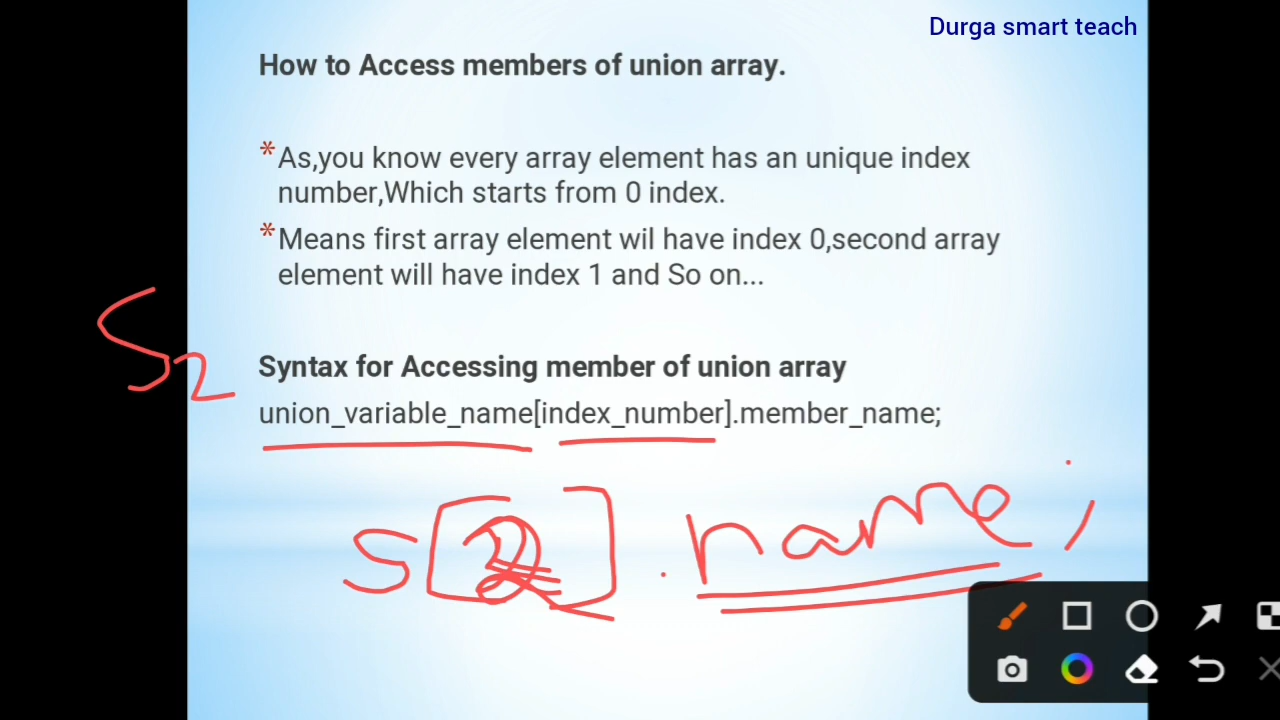 Durga smart teach
How to Access members of union array.
* As,you know every array element has an unique index
number,Which starts from 0 index.
* Means first array element wil have index 0,second array
element will have index 1 and So on...
S2
Syntax for Accessing member of union array
union_variable_name[index_number].member_name;
s[2].name;